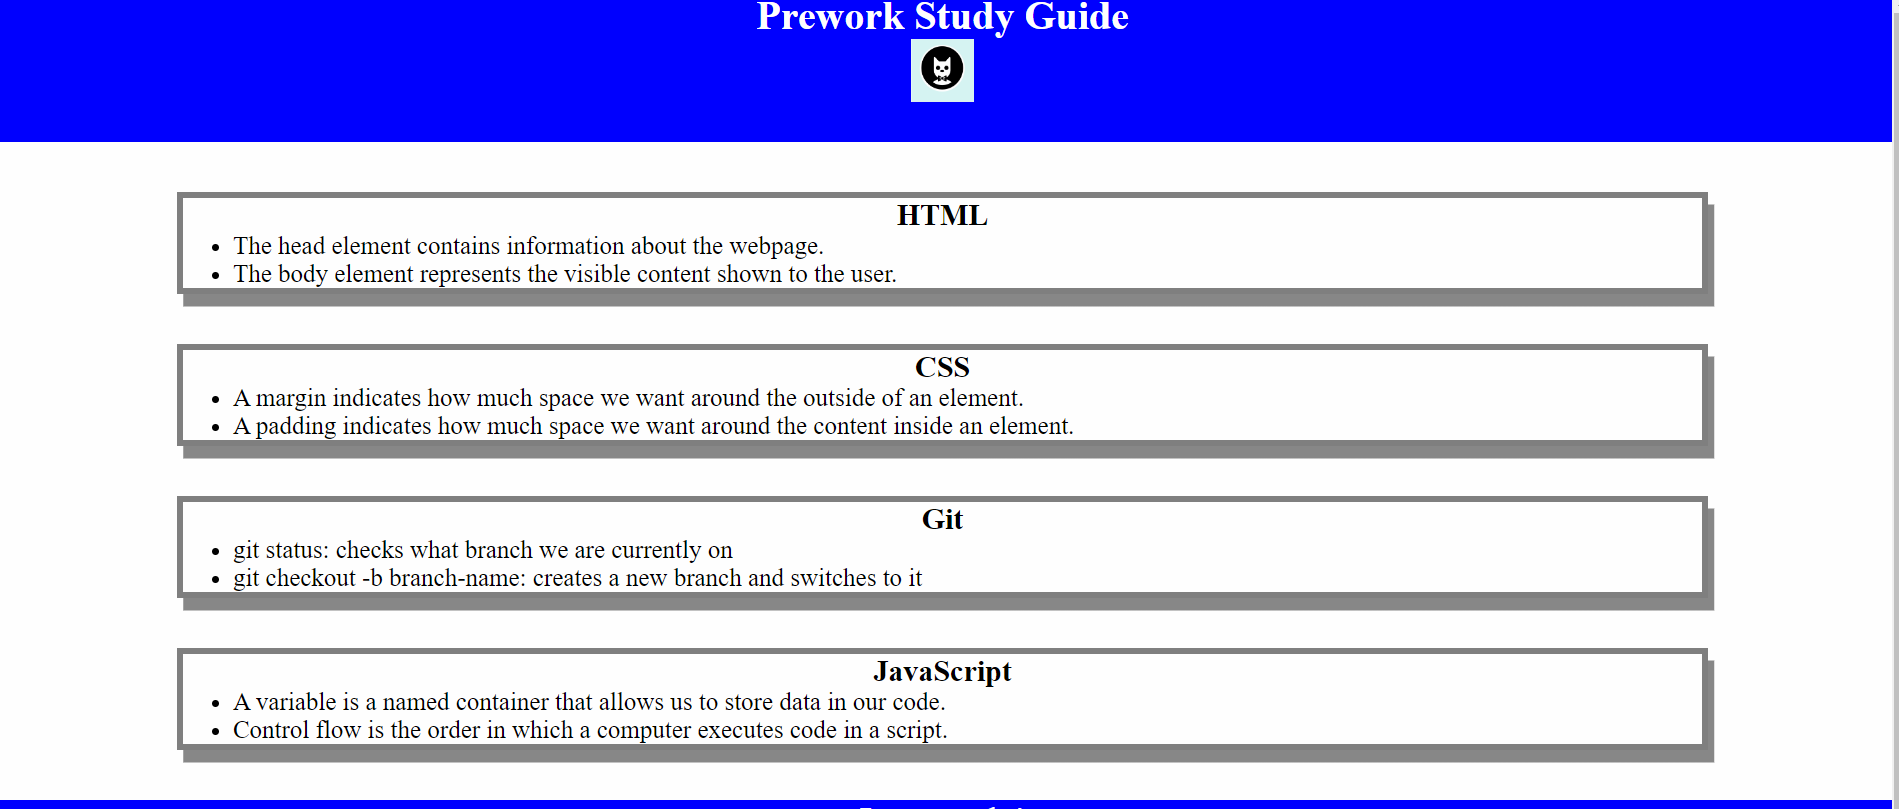 Prework Study Guide
HTML
• The head element contains information about the webpage.
• The body element represents the visible content shown to the user.
CSS
• A margin indicates how much space we want around the outside of an element.
• A padding indicates how much space we want around the content inside an element.
Git
• git status: checks what branch we are currently on
• git checkout -b branch-name: creates a new branch and switches to it
JavaScript
• A variable is a named container that allows us to store data in our code.
• Control flow is the order in which a computer executes code in a script.